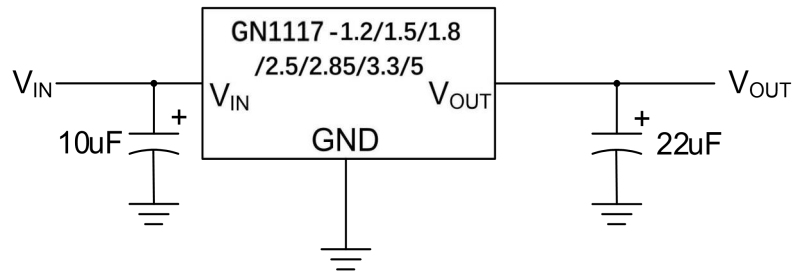 GN1117-1.2/1.5/1.8
/2.5/2.85/3.3/5
VIN
VIN
VOUT
VOUT
+
10uF
GND
+
22uF